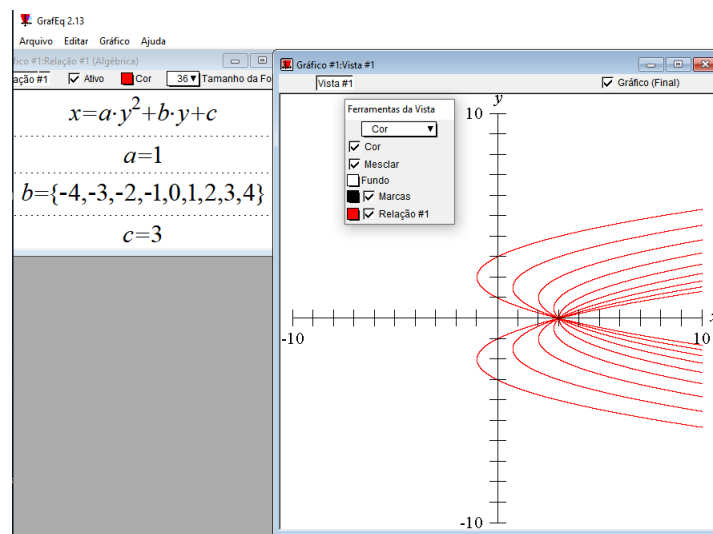 GrafEq 2.13
Arquivo Editar Gráfico Ajuda
fico #1:Relação #1 (Algébrica)
ação #1 Ativo Cor 36 Tamanho da Fo
x=a·y²+b·y+c
a=1
b={-4,-3,-2,-1,0,1,2,3,4}
c=3
Gráfico #1:Vista #1
Vista #1 Gráfico (Final)
Ferramentas da Vista
Cor
Cor
Mesclar
Fundo
Marcas
Relação #1
y
10
-10
10
-10